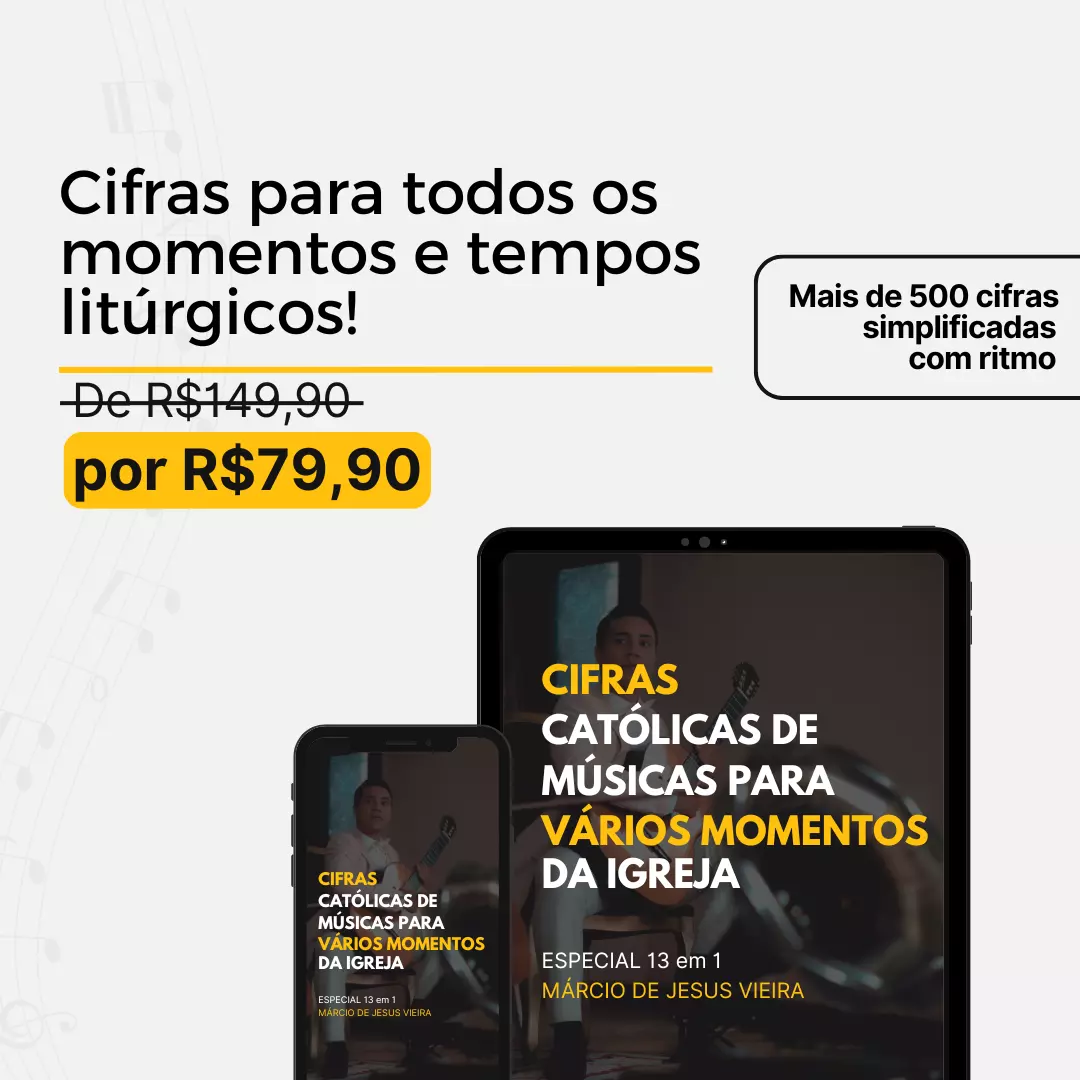 Cifras para todos os
momentos e tempos
litúrgicos!
De R$149,90
por R$79,90
Mais de 500 cifras
simplificadas
com ritmo
CIFRAS
CATÓLICAS DE
MÚSICAS PARA
VÁRIOS MOMENTOS
DA IGREJA
ESPECIAL 13 em 1
MÁRCIO DE JESUS VIEIRA
CIFRAS
CATÓLICAS DE
MÚSICAS PARA
VÁRIOS MOMENTOS
DA IGREJA
ESPECIAL 13 em 1
MÁRCIO DE JESUS VIEIRA